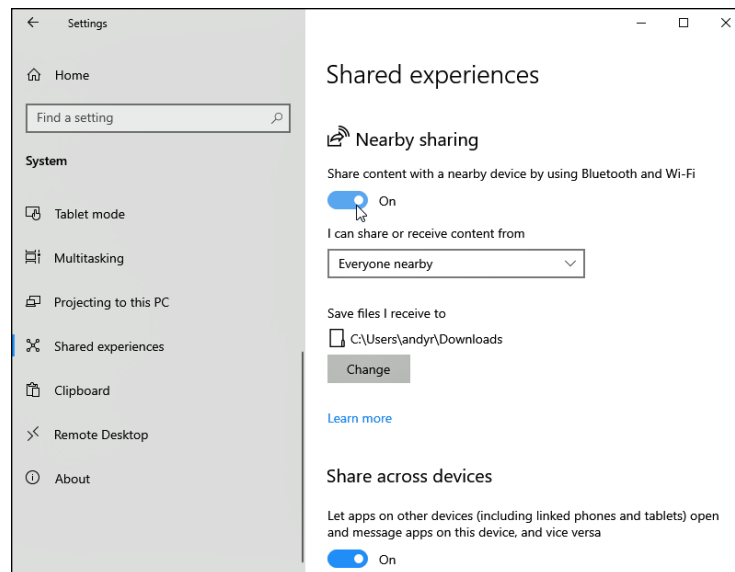 Settings
Home
Find a setting
System
Tablet mode
Multitasking
Projecting to this PC
Shared experiences
Clipboard
Remote Desktop
About
Shared experiences
Nearby sharing
Share content with a nearby device by using Bluetooth and Wi-Fi
On
I can share or receive content from
Everyone nearby
Save files I receive to
C:\Users\andyr\Downloads
Change
Learn more
Share across devices
Let apps on other devices (including linked phones and tablets) open
and message apps on this device, and vice versa
On